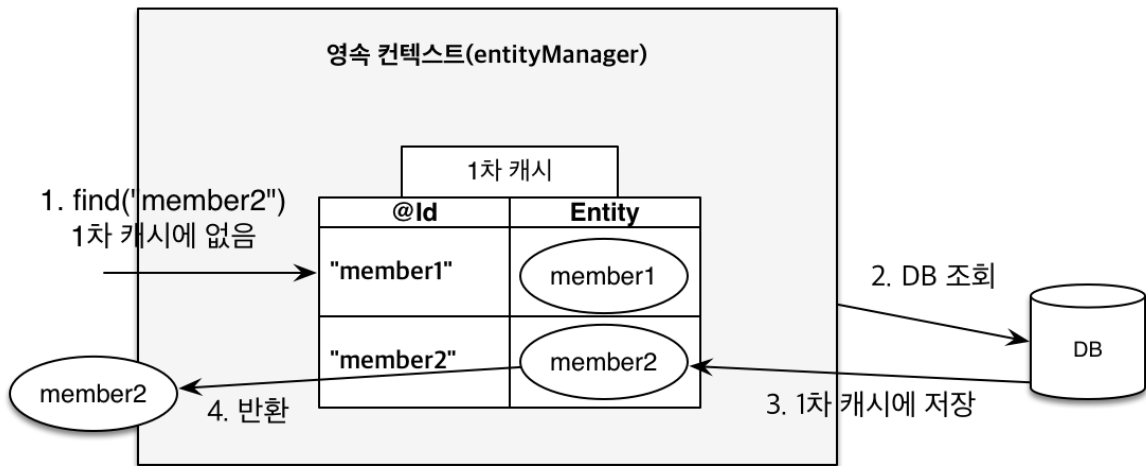 영속 컨텍스트(entityManager)
1차 캐시
1. find("member2")
1차 캐시에 없음
@Id
Entity
"member1"
member1
2. DB 조회
DB
"member2"
member2
member2
4. 반환
3. 1차 캐시에 저장